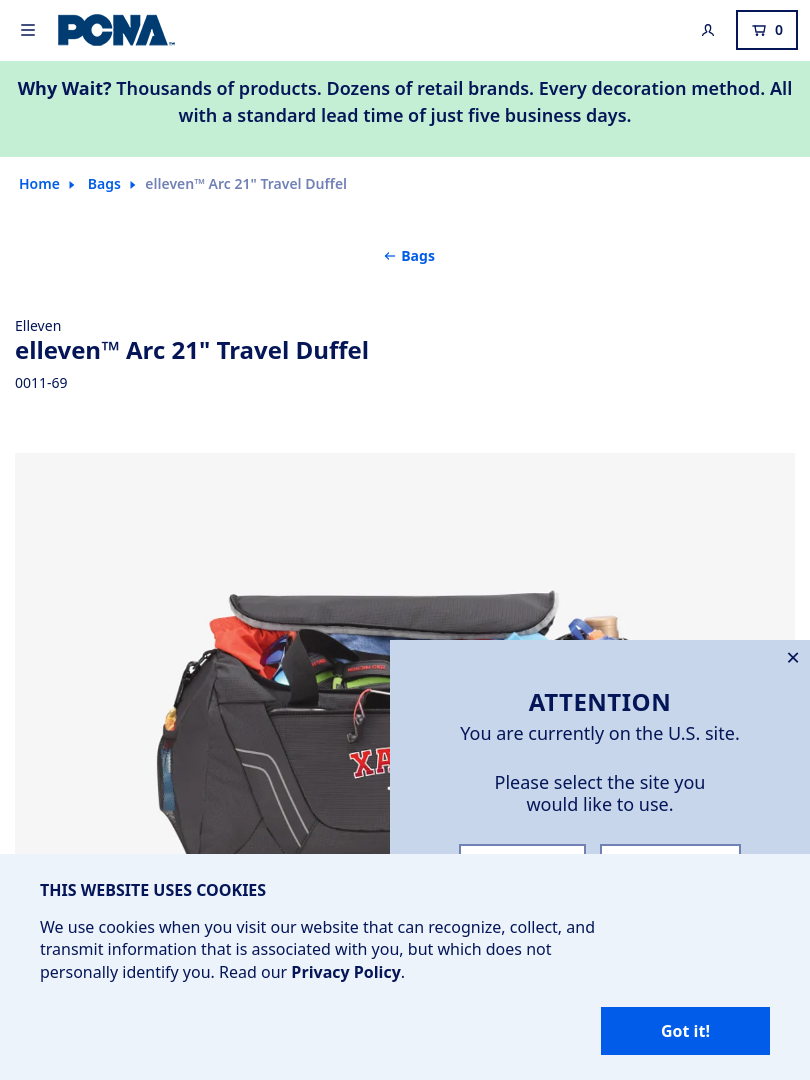 PCNA
0
Why Wait? Thousands of products. Dozens of retail brands. Every decoration method. All
with a standard lead time of just five business days.
Home Bags elleven™ Arc 21" Travel Duffel
Bags
Elleven
elleven™ Arc 21" Travel Duffel
0011-69
XA
ATTENTION
You are currently on the U.S. site.
Please select the site you
would like to use.
THIS WEBSITE USES COOKIES
We use cookies when you visit our website that can recognize, collect, and
transmit information that is associated with you, but which does not
personally identify you. Read our Privacy Policy.
Got it!